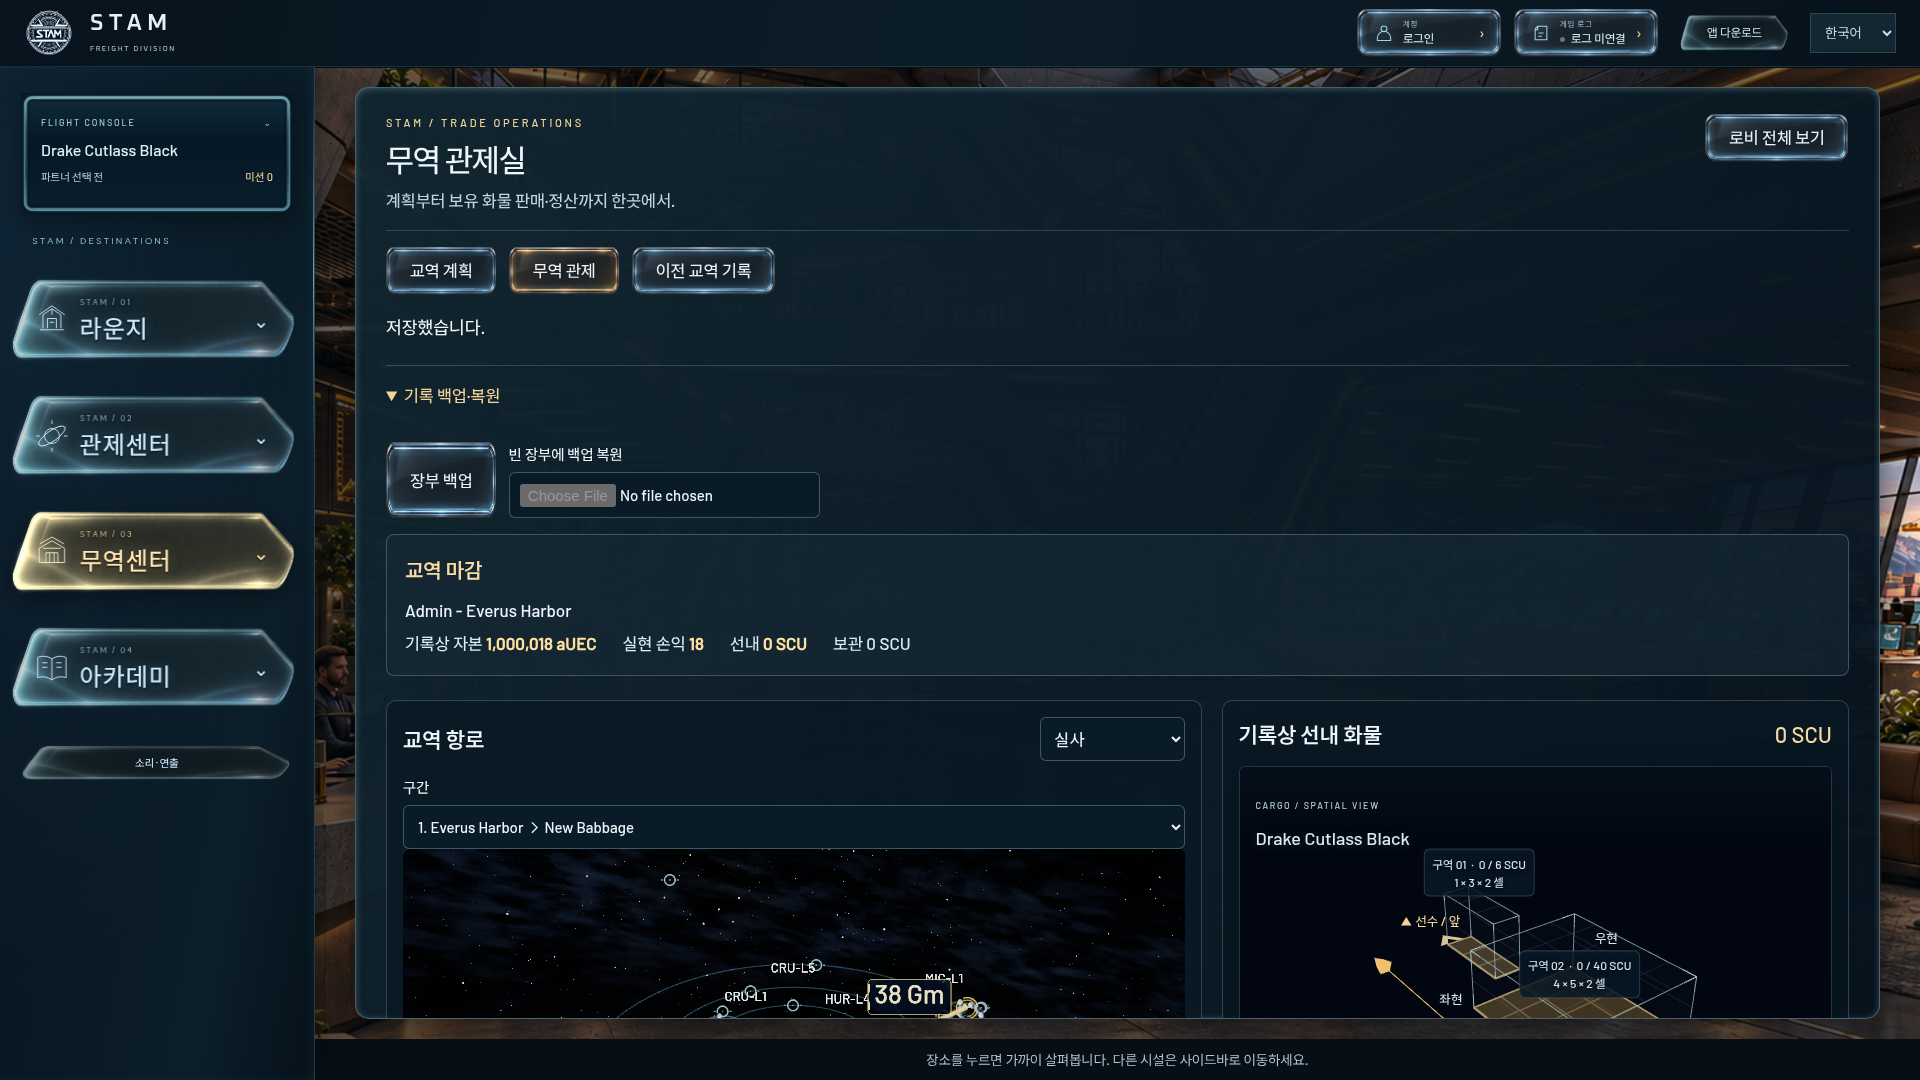 STAM
FREIGHT DIVISION
계정
로그인
게임 로그
로그 미연결
앱 다운로드
한국어
FLIGHT CONSOLE
Drake Cutlass Black
파트너 선택 전
미션 0
STAM / DESTINATIONS
STAM / 01
라운지
STAM / 02
관제센터
STAM / 03
무역센터
STAM / 04
아카데미
소리·연출
STAM / TRADE OPERATIONS
무역 관제실
계획부터 보유 화물 판매·정산까지 한곳에서.
로비 전체 보기
교역 계획
무역 관제
이전 교역 기록
저장했습니다.
▼ 기록 백업·복원
장부 백업
빈 장부에 백업 복원
Choose File No file chosen
교역 마감
Admin - Everus Harbor
기록상 자본 1,000,018 aUEC 실현 손익 18 선내 0 SCU 보관 0 SCU
교역 항로
실사
구간
1. Everus Harbor > New Babbage
CRU-L5
MIC-L1
CRU-L1
HUR-L4
38 Gm
기록상 선내 화물
0 SCU
CARGO / SPATIAL VIEW
Drake Cutlass Black
구역 01 · 0 / 6 SCU
1 × 3 × 2 셀
▲ 선수 / 앞
우현
구역 02 · 0 / 40 SCU
4 × 5 × 2 셀
좌현
장소를 누르면 가까이 살펴봅니다. 다른 시설은 사이드바로 이동하세요.